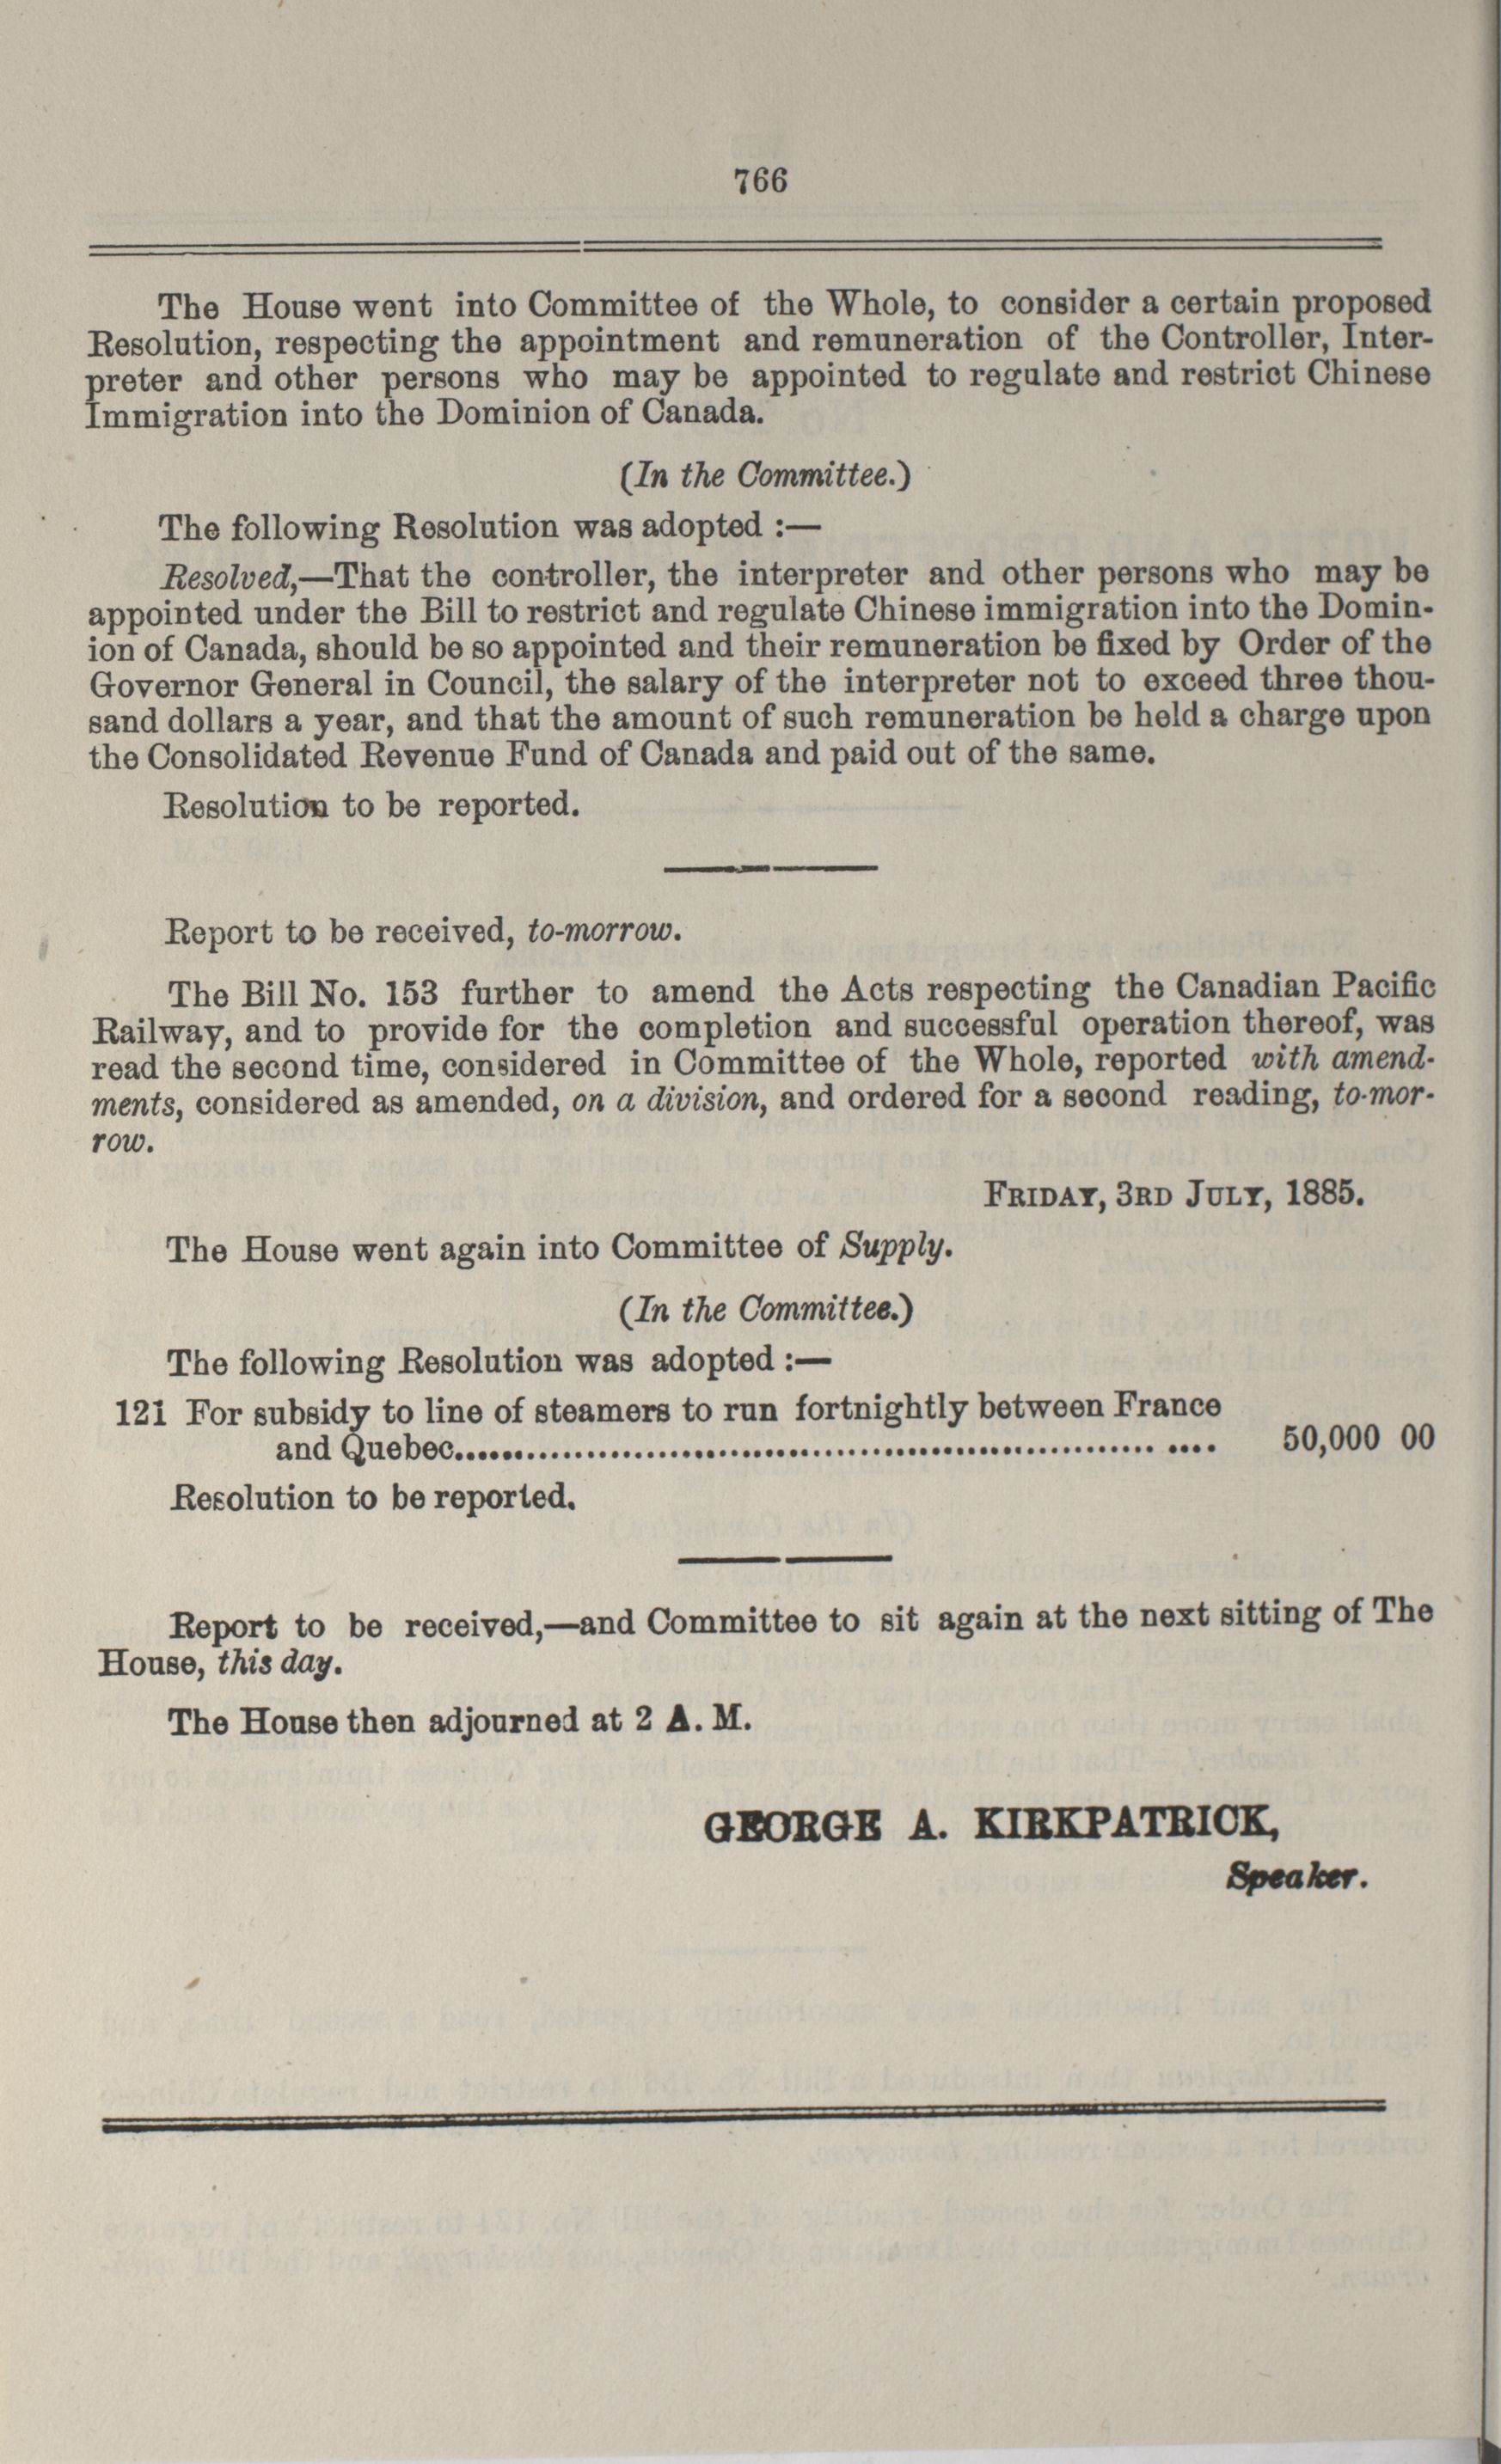 766
The House went into Committee of the Whole, to consider a certain proposed
Resolution, respecting the appointment and remuneration of the Controller, Inter-
preter and other persons who may be appointed to regulate and restrict Chinese
Immigration into the Dominion of Canada.
(In the Committee.)
The following Resolution was adopted :—
Resolved,—That the controller, the interpreter and other persons who may be
appointed under the Bill to restrict and regulate Chinese immigration into the Domin-
ion of Canada, should be so appointed and their remuneration be fixed by Order of the
Governor General in Council, the salary of the interpreter not to exceed three thou-
sand dollars a year, and that the amount of such remuneration be held a charge upon
the Consolidated Revenue Fund of Canada and paid out of the same.
Resolution to be reported.
Report to be received, to-morrow.
The Bill No. 153 further to amend the Acts respecting the Canadian Pacific
Railway, and to provide for the completion and successful operation thereof, was
read the second time, considered in Committee of the Whole, reported with amend-
ments, considered as amended, on a division, and ordered for a second reading, to-mor-
row.
FRIDAY, 3RD JULY, 1885.
The House went again into Committee of Supply.
(In the Committee.)
The following Resolution was adopted :—
121 For subsidy to line of steamers to run fortnightly between France
and Quebec.................................................................. .... 50,000 00
Resolution to be reported.
Report to be received,—and Committee to sit again at the next sitting of The
House, this day.
The House then adjourned at 2 A. M.
GEORGE A. KIRKPATRICK,
Speaker.